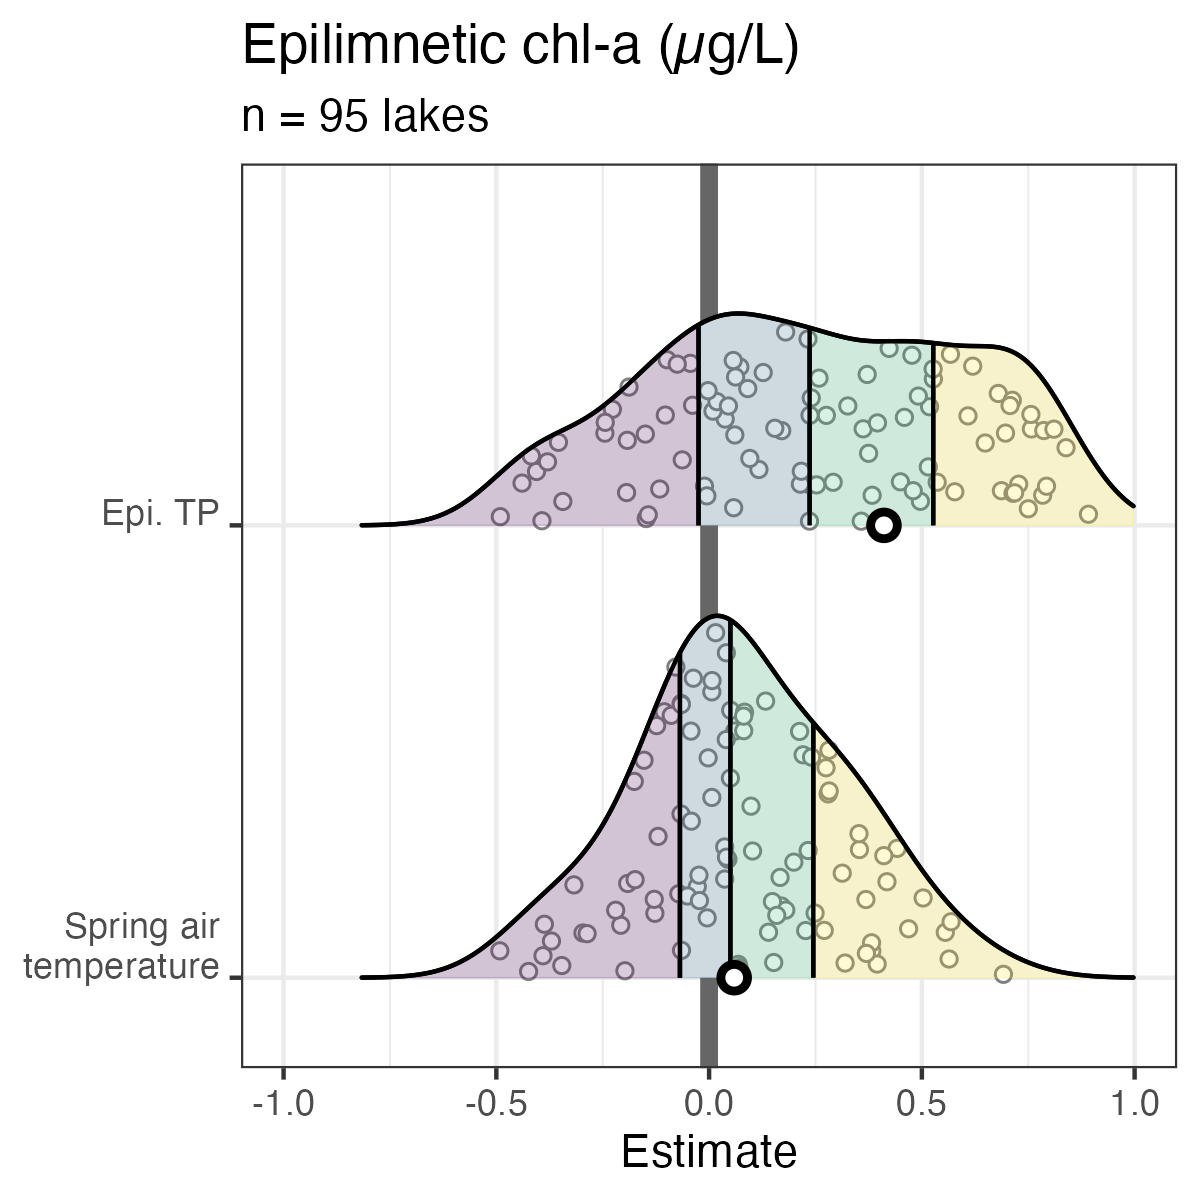 Epilimnetic chl-a (µg/L)
n = 95 lakes
Epi. TP
Spring air
temperature
-1.0 -0.5 0.0 0.5 1.0
Estimate